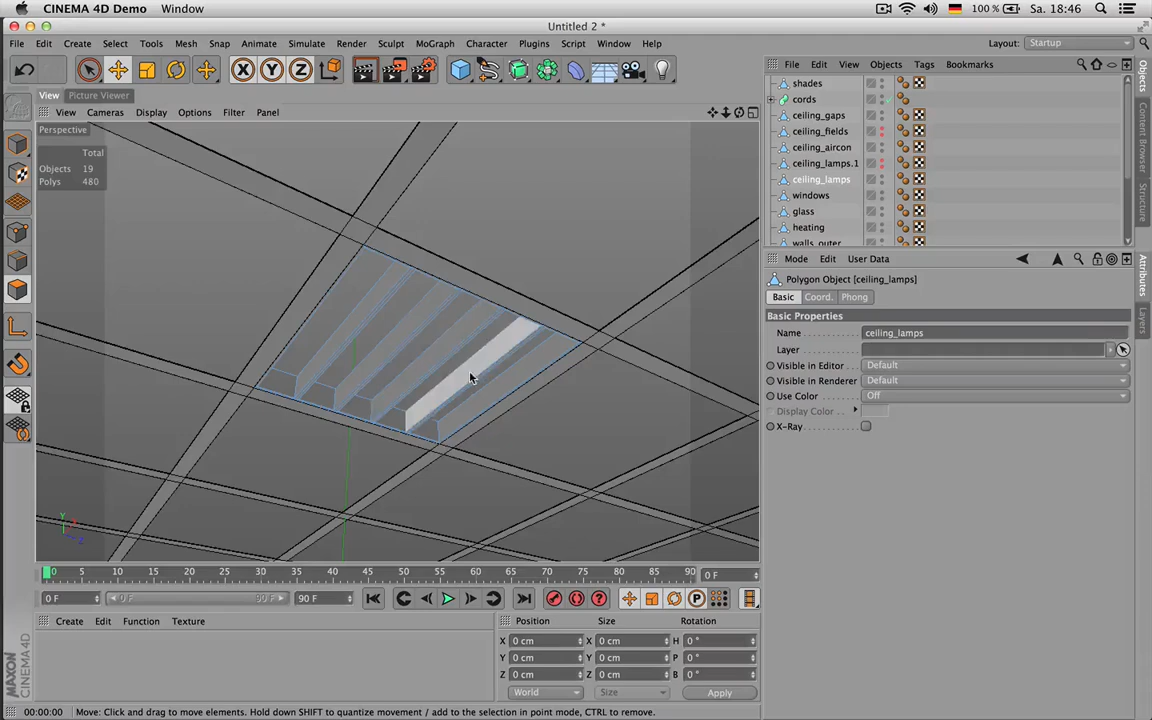 CINEMA 4D Demo Window 100 % Sa. 18:46
Untitled 2 *
File Edit Create Select Tools Mesh Snap Animate Simulate Render Sculpt MoGraph Character Plugins Script Window Help Layout: Startup
X Y Z
View Picture Viewer
File Edit View Objects Tags Bookmarks
View Cameras Display Options Filter Panel
Perspective
Total
Objects 19
Polys 480
shades
cords
ceiling_gaps
ceiling_fields
ceiling_aircon
ceiling_lamps.1
ceiling_lamps
windows
glass
heating
walls_outer
Objects
Content Browser
Structure
Attributes
Layers
Mode Edit User Data
Polygon Object [ceiling_lamps]
Basic Coord. Phong
Basic Properties
Name ceiling_lamps
Layer
Visible in Editor Default
Visible in Renderer Default
Use Color Off
Display Color
X-Ray
Y
Z
0 5 10 15 20 25 30 35 40 45 50 55 60 65 70 75 80 85 90 0 F
0 F 0 F 90 F 90 F P
Create Edit Function Texture
Position Size Rotation
X 0 cm X 0 cm H 0 °
Y 0 cm Y 0 cm P 0 °
Z 0 cm Z 0 cm B 0 °
World Size Apply
MAXON
CINEMA 4D
00:00:00 Move: Click and drag to move elements. Hold down SHIFT to quantize movement / add to the selection in point mode, CTRL to remove.